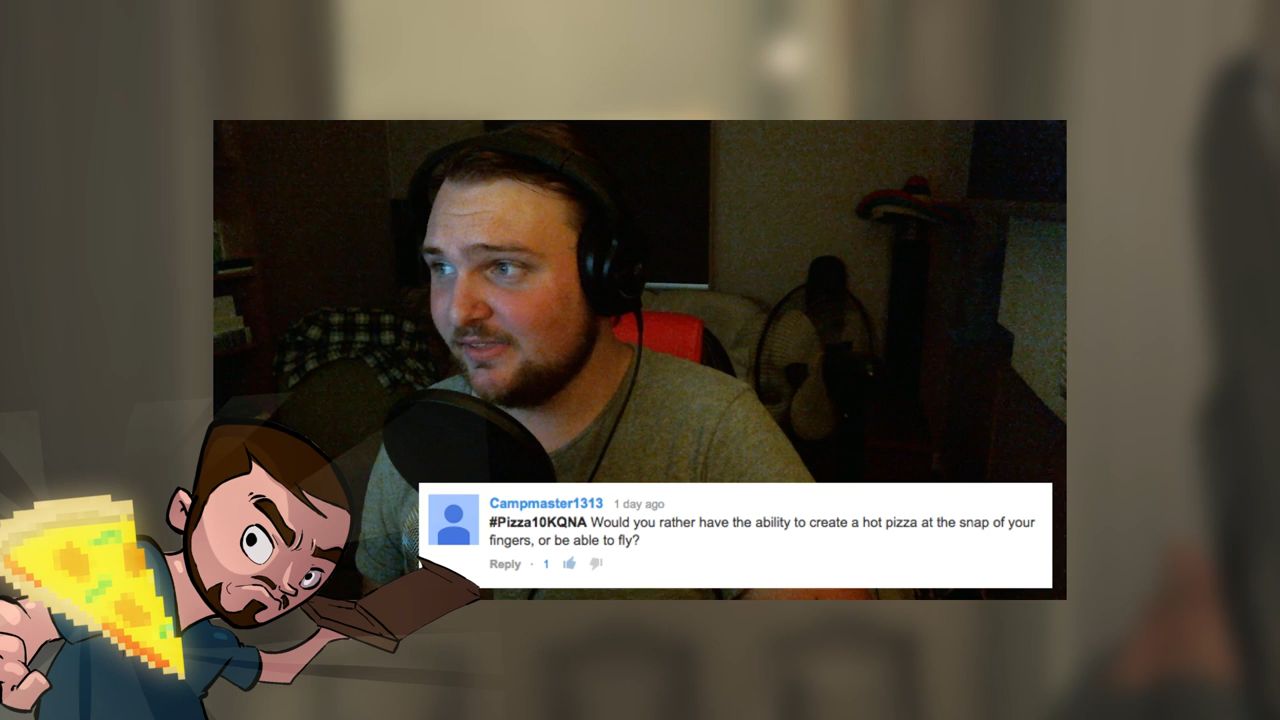 Campmaster1313 1 day ago
#Pizza10KQNA Would you rather have the ability to create a hot pizza at the snap of your
fingers, or be able to fly?
Reply · 1